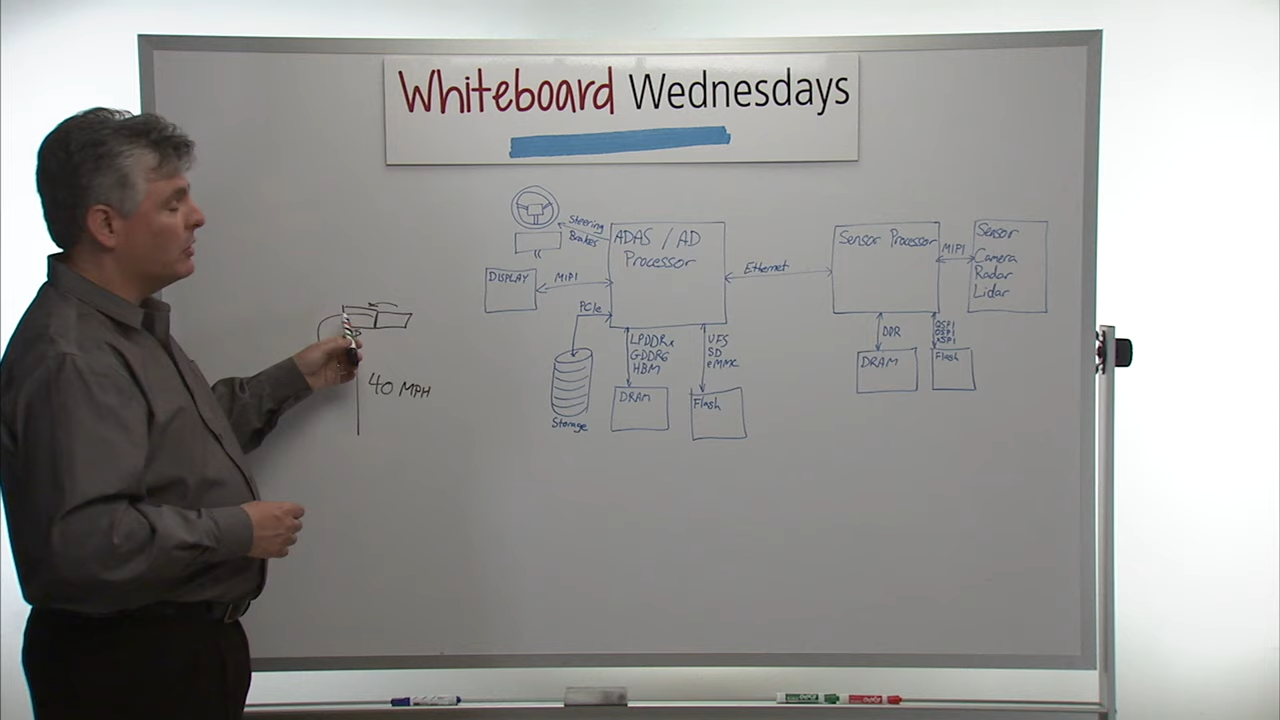 Whiteboard Wednesdays
40 MPH
Steering
Brakes
DISPLAY
MIPI
PCIe
Storage
ADAS / AD
Processor
LPDDRx
GDDR6
HBM
DRAM
UFS
SD
eMMC
Flash
Ethernet
Sensor Processor
DDR
DRAM
QSPI
OSPI
xSPI
Flash
MIPI
Sensor
Camera
Radar
Lidar